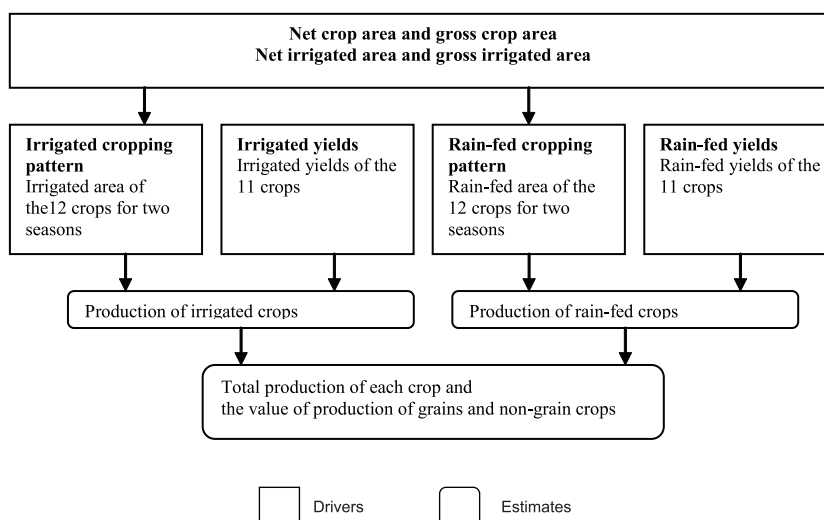 Net crop area and gross crop area
Net irrigated area and gross irrigated area
Irrigated cropping
pattern
Irrigated area of
the12 crops for two
seasons
Irrigated yields
Irrigated yields of the
11 crops
Rain-fed cropping
pattern
Rain-fed area of the
12 crops for two
seasons
Rain-fed yields
Rain-fed yields of the
11 crops
Production of irrigated crops
Production of rain-fed crops
Total production of each crop and
the value of production of grains and non-grain crops
Drivers
Estimates